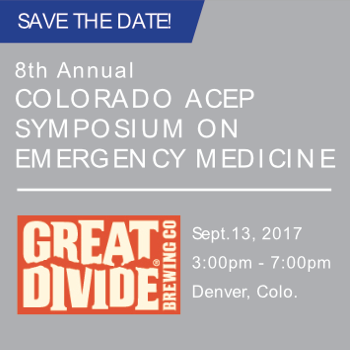 SAVE THE DATE!
8th Annual
COLORADO ACEP
SYMPOSIUM ON
EMERGENCY MEDICINE
GREAT
DIVIDE®
BREWING CO
Sept.13, 2017
3:00pm - 7:00pm
Denver, Colo.